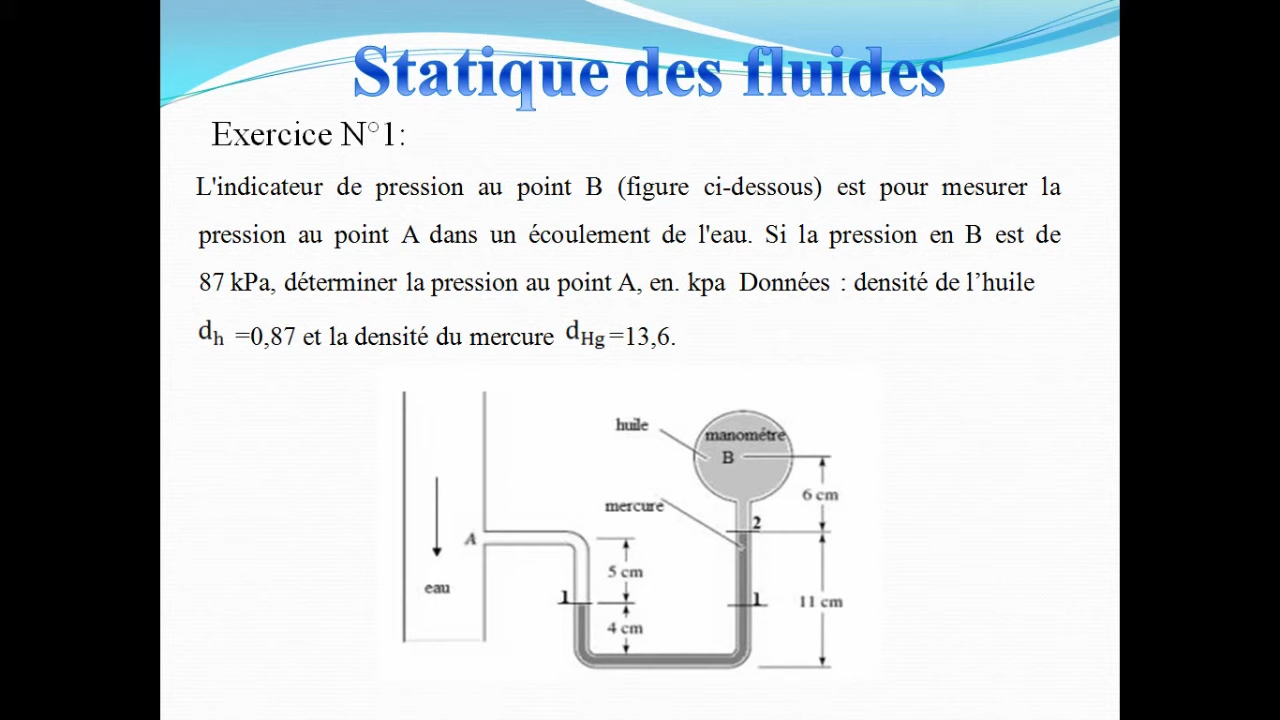 Statique des fluides
Exercice N°1:
L'indicateur de pression au point B (figure ci-dessous) est pour mesurer la
pression au point A dans un écoulement de l'eau. Si la pression en B est de
87 kPa, déterminer la pression au point A, en. kpa Données : densité de l’huile
dh =0,87 et la densité du mercure dHg =13,6.
huile
manométre
B
6 cm
mercure
2
A
5 cm
eau
1
1
11 cm
4 cm